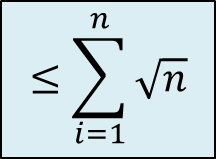 ≤ ∑_{i=1}^{n} √n